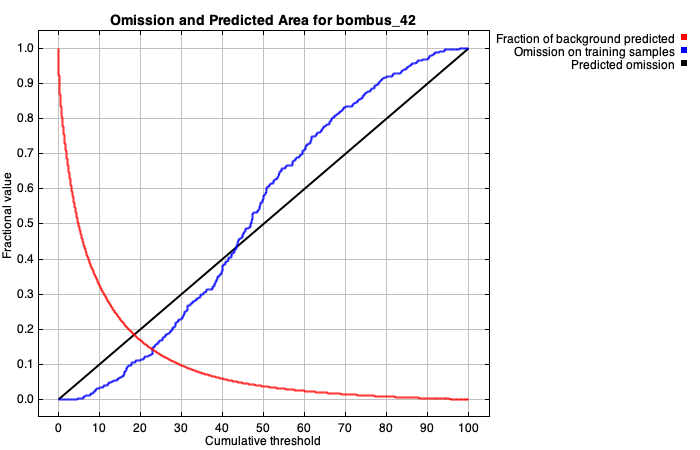 Omission and Predicted Area for bombus_42
Fraction of background predicted
Omission on training samples
Predicted omission
1.0
0.9
0.8
0.7
0.6
0.5
0.4
0.3
0.2
0.1
0.0
Fractional value
0 10 20 30 40 50 60 70 80 90 100
Cumulative threshold